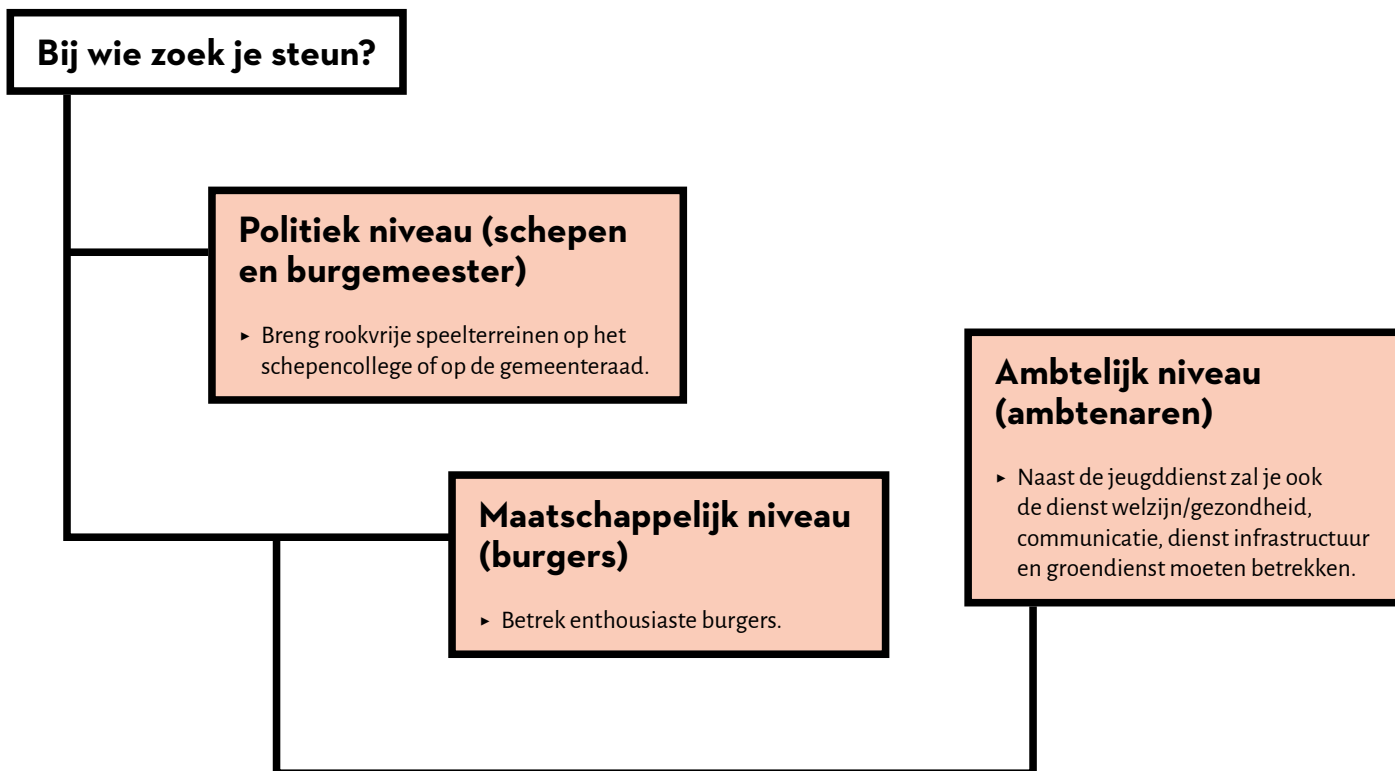 Bij wie zoek je steun?
Politiek niveau (schepen
en burgemeester)
▸ Breng rookvrije speelterreinen op het
schepencollege of op de gemeenteraad.
Maatschappelijk niveau
(burgers)
▸ Betrek enthousiaste burgers.
Ambtelijk niveau
(ambtenaren)
▸ Naast de jeugddienst zal je ook
de dienst welzijn/gezondheid,
communicatie, dienst infrastructuur
en groendienst moeten betrekken.